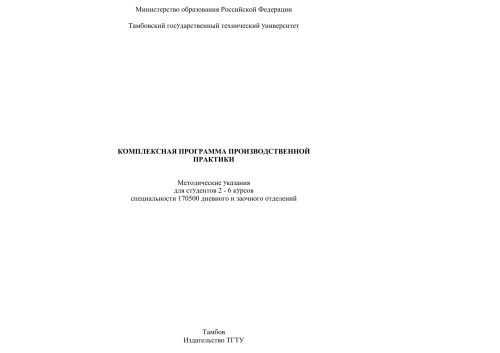 Министерство образования Российской Федерации
Тамбовский государственный технический университет
КОМПЛЕКСНАЯ ПРОГРАММА ПРОИЗВОДСТВЕННОЙ
ПРАКТИКИ
Методические указания
для студентов 2 - 6 курсов
специальности 170500 дневного и заочного отделений
Тамбов
Издательство ТГТУ